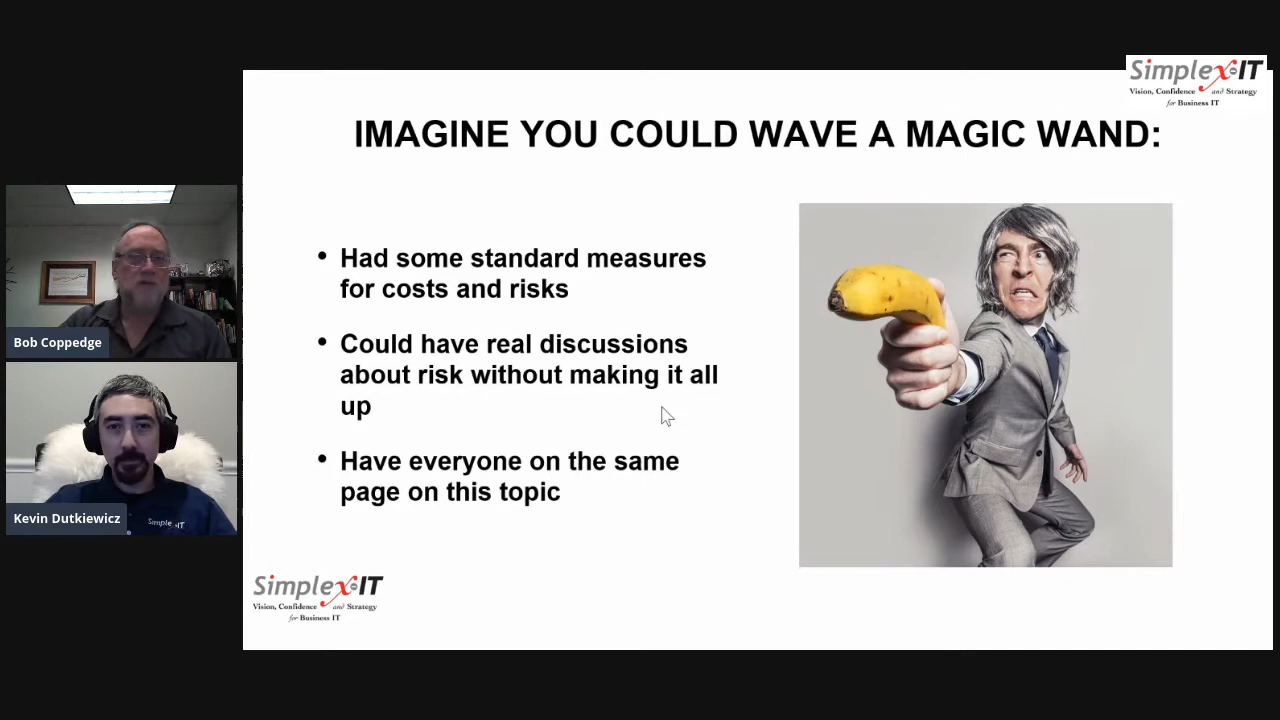 Simplex-IT
Vision, Confidence and Strategy
for Business IT
IMAGINE YOU COULD WAVE A MAGIC WAND:
• Had some standard measures
for costs and risks
• Could have real discussions
about risk without making it all
up
• Have everyone on the same
page on this topic
Bob Coppedge
Kevin Dutkiewicz
Simplex-IT
Simplex-IT
Vision, Confidence and Strategy
for Business IT